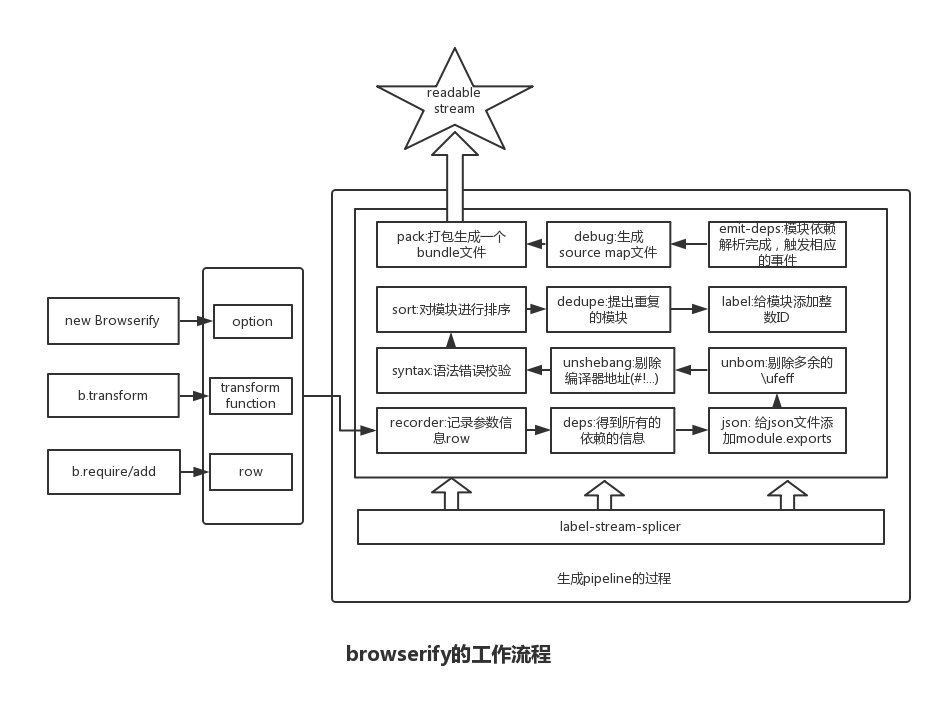 readable
stream
pack:打包生成一个
bundle文件
debug:生成
source map文件
emit-deps:模块依赖
解析完成，触发相应
的事件
new Browserify
option
sort:对模块进行排序
dedupe:提出重复
的模块
label:给模块添加整
数ID
b.transform
transform
function
syntax:语法错误校验
unshebang:剔除
编译器地址(#!...)
unbom:剔除多余的
\ufeff
b.require/add
row
recorder:记录参数信
息row
deps:得到所有的
依赖的信息
json: 给json文件添
加module.exports
label-stream-splicer
生成pipeline的过程
browserify的工作流程